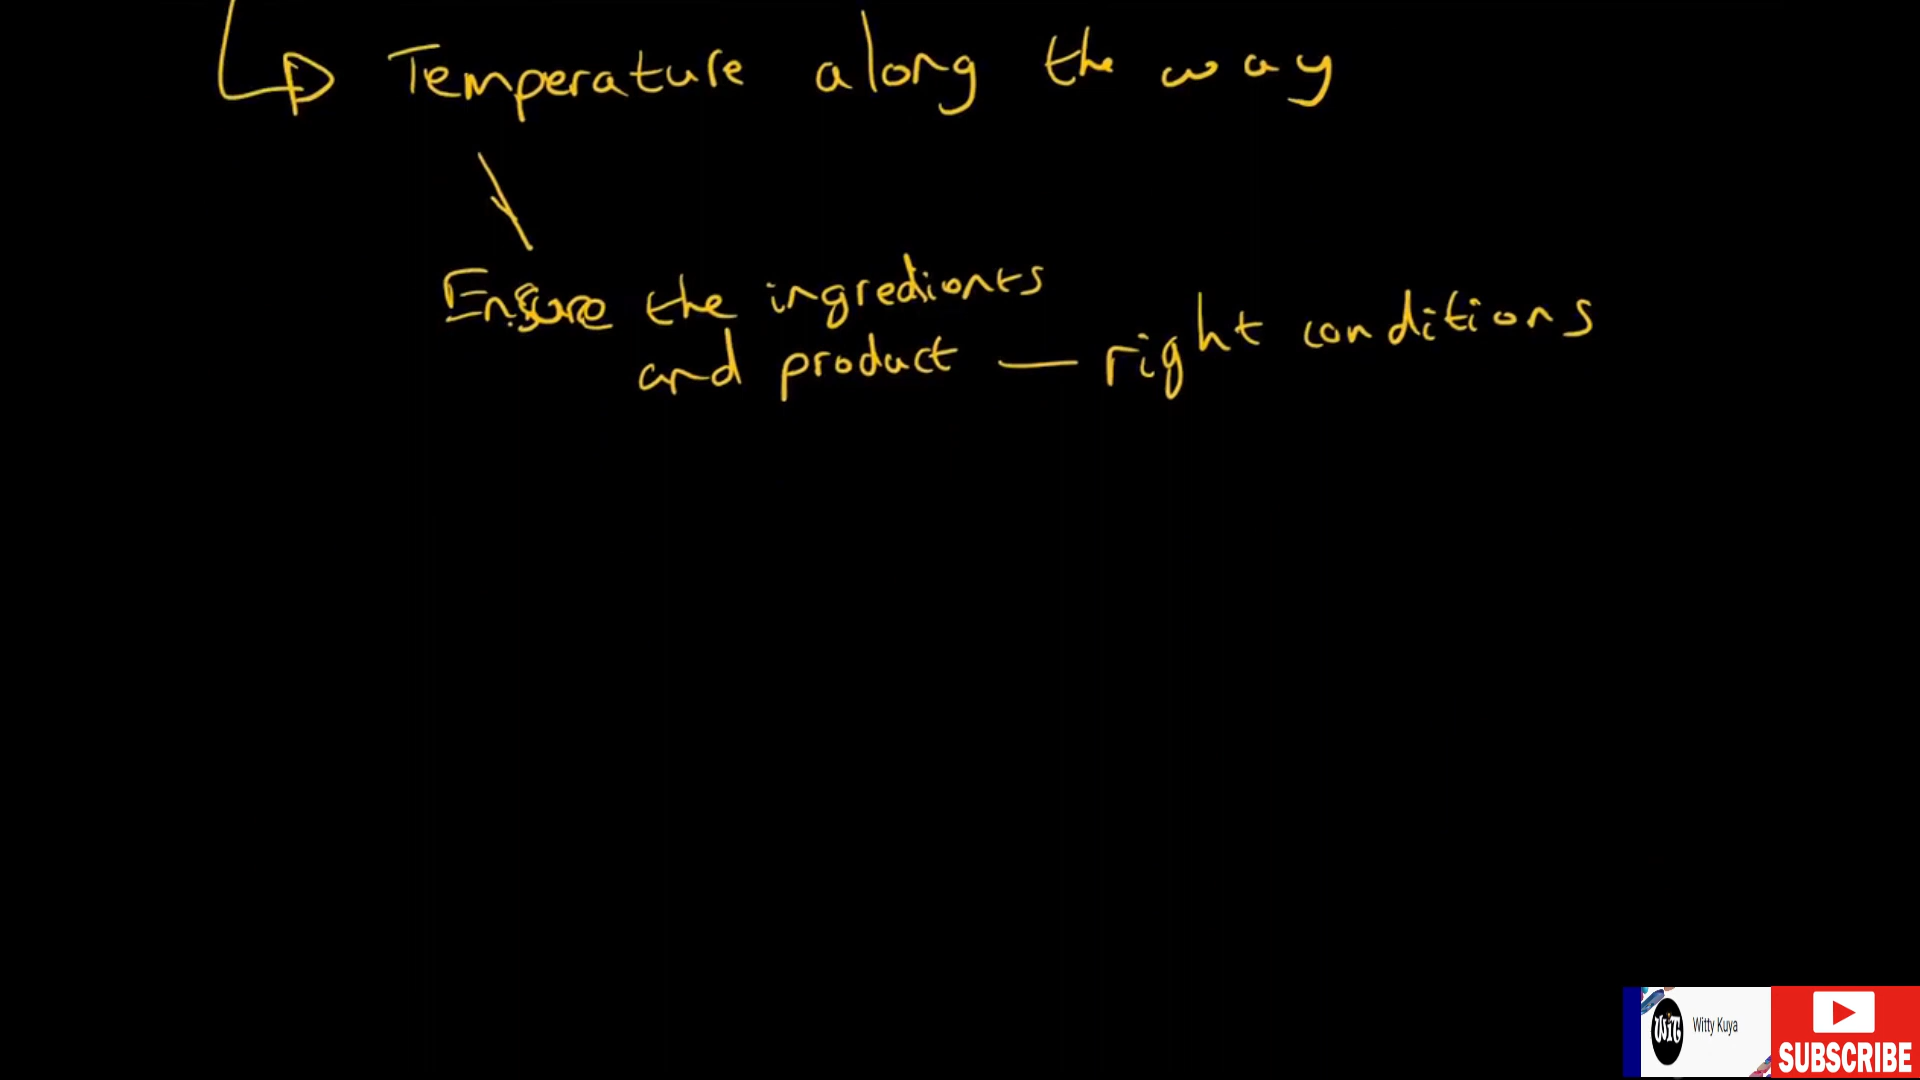 Temperature along the way
Ensure the ingredients
and product — right conditions
Witty Kuya
SUBSCRIBE